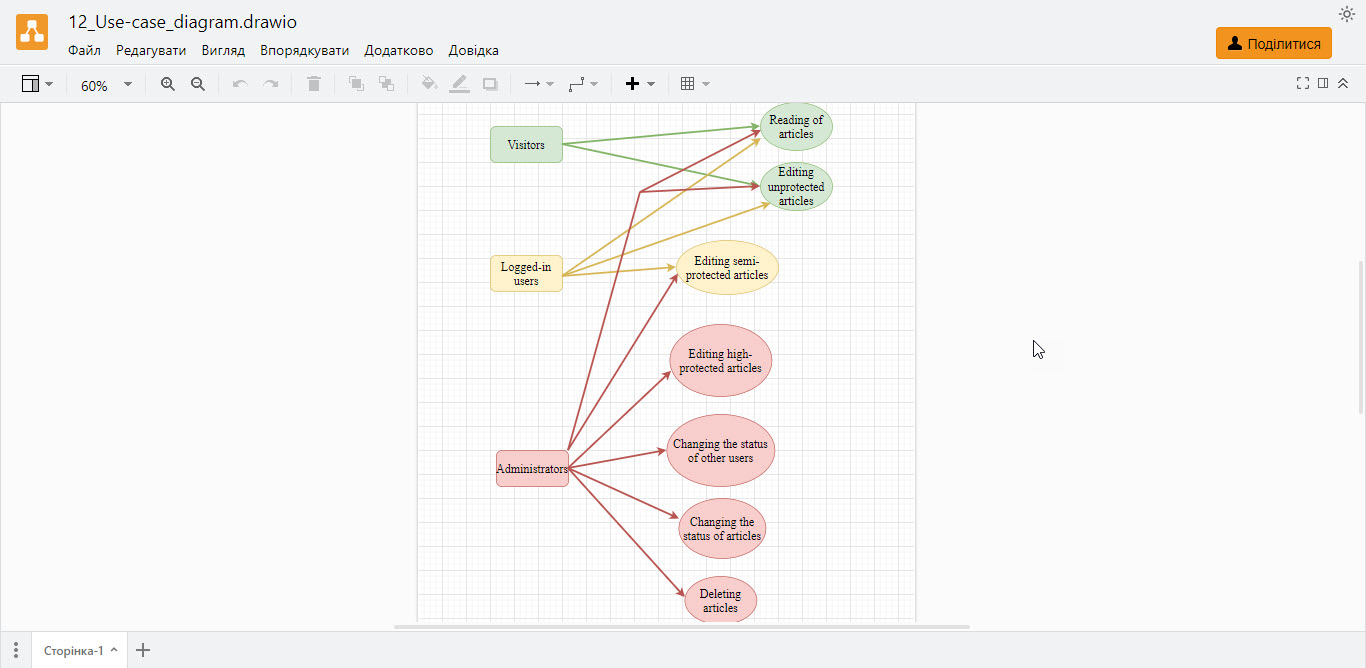 12_Use-case_diagram.drawio
Файл Редагувати Вигляд Впорядкувати Додатково Довідка
Поділитися
60%
Reading of
articles
Visitors
Editing
unprotected
articles
Logged-in
users
Editing semi-
protected articles
Editing high-
protected articles
Changing the status
of other users
Administrators
Changing the
status of articles
Deleting
articles
Сторінка-1